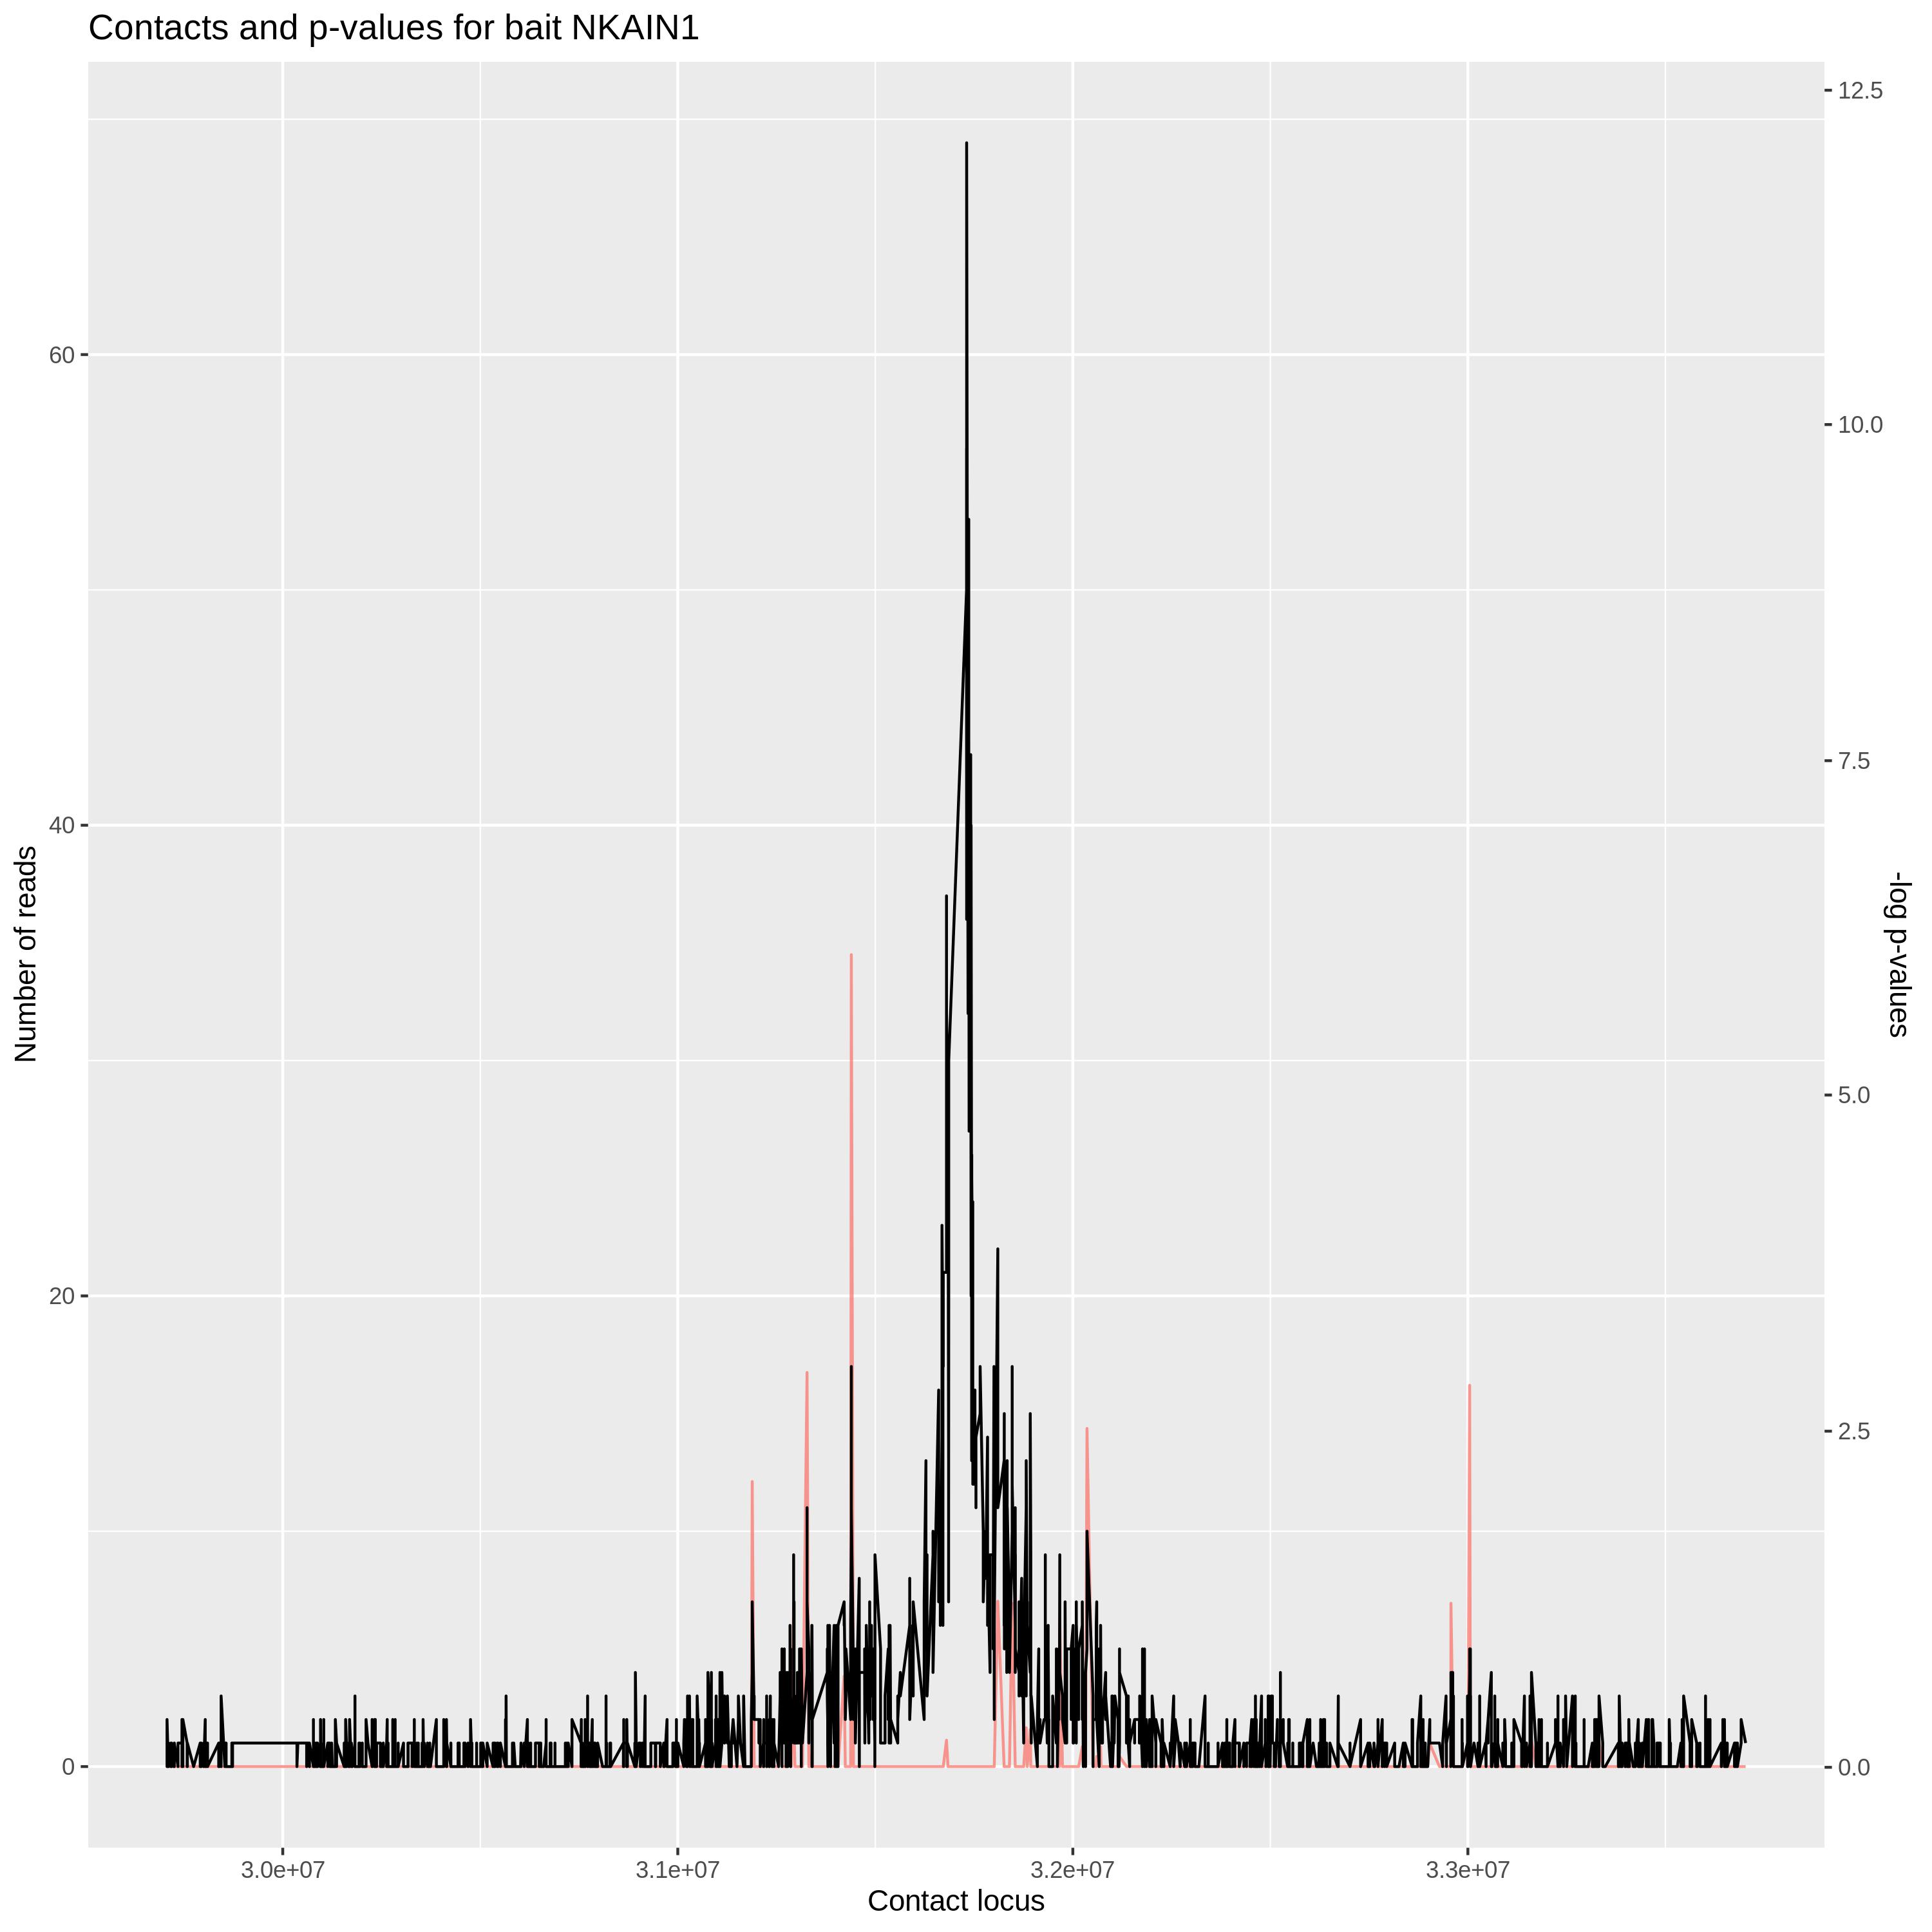 Contacts and p-values for bait NKAIN1
Number of reads
60
40
20
0
12.5
10.0
7.5
5.0
2.5
0.0
-log p-values
3.0e+07
3.1e+07
3.2e+07
3.3e+07
Contact locus